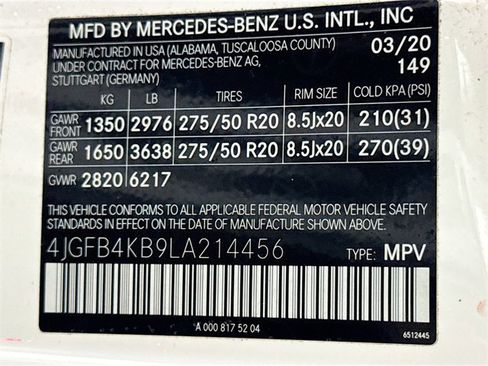 MFD BY MERCEDES-BENZ U.S. INTL., INC
MANUFACTURED IN USA (ALABAMA, TUSCALOOSA COUNTY) 03/20
UNDER CONTRACT FOR MERCEDES-BENZ AG, 149
STUTTGART (GERMANY)
KG LB TIRES RIM SIZE COLD KPA (PSI)
GAWR FRONT 1350 2976 275/50 R20 8.5Jx20 210(31)
GAWR REAR 1650 3638 275/50 R20 8.5Jx20 270(39)
GVWR 2820 6217
THIS VEHICLE CONFORMS TO ALL APPLICABLE FEDERAL MOTOR VEHICLE SAFETY
STANDARDS IN EFFECT ON THE DATE OF MANUFACTURE SHOWN ABOVE.
4JGFB4KB9LA214456 TYPE: MPV
A 000 817 52 04
6512445